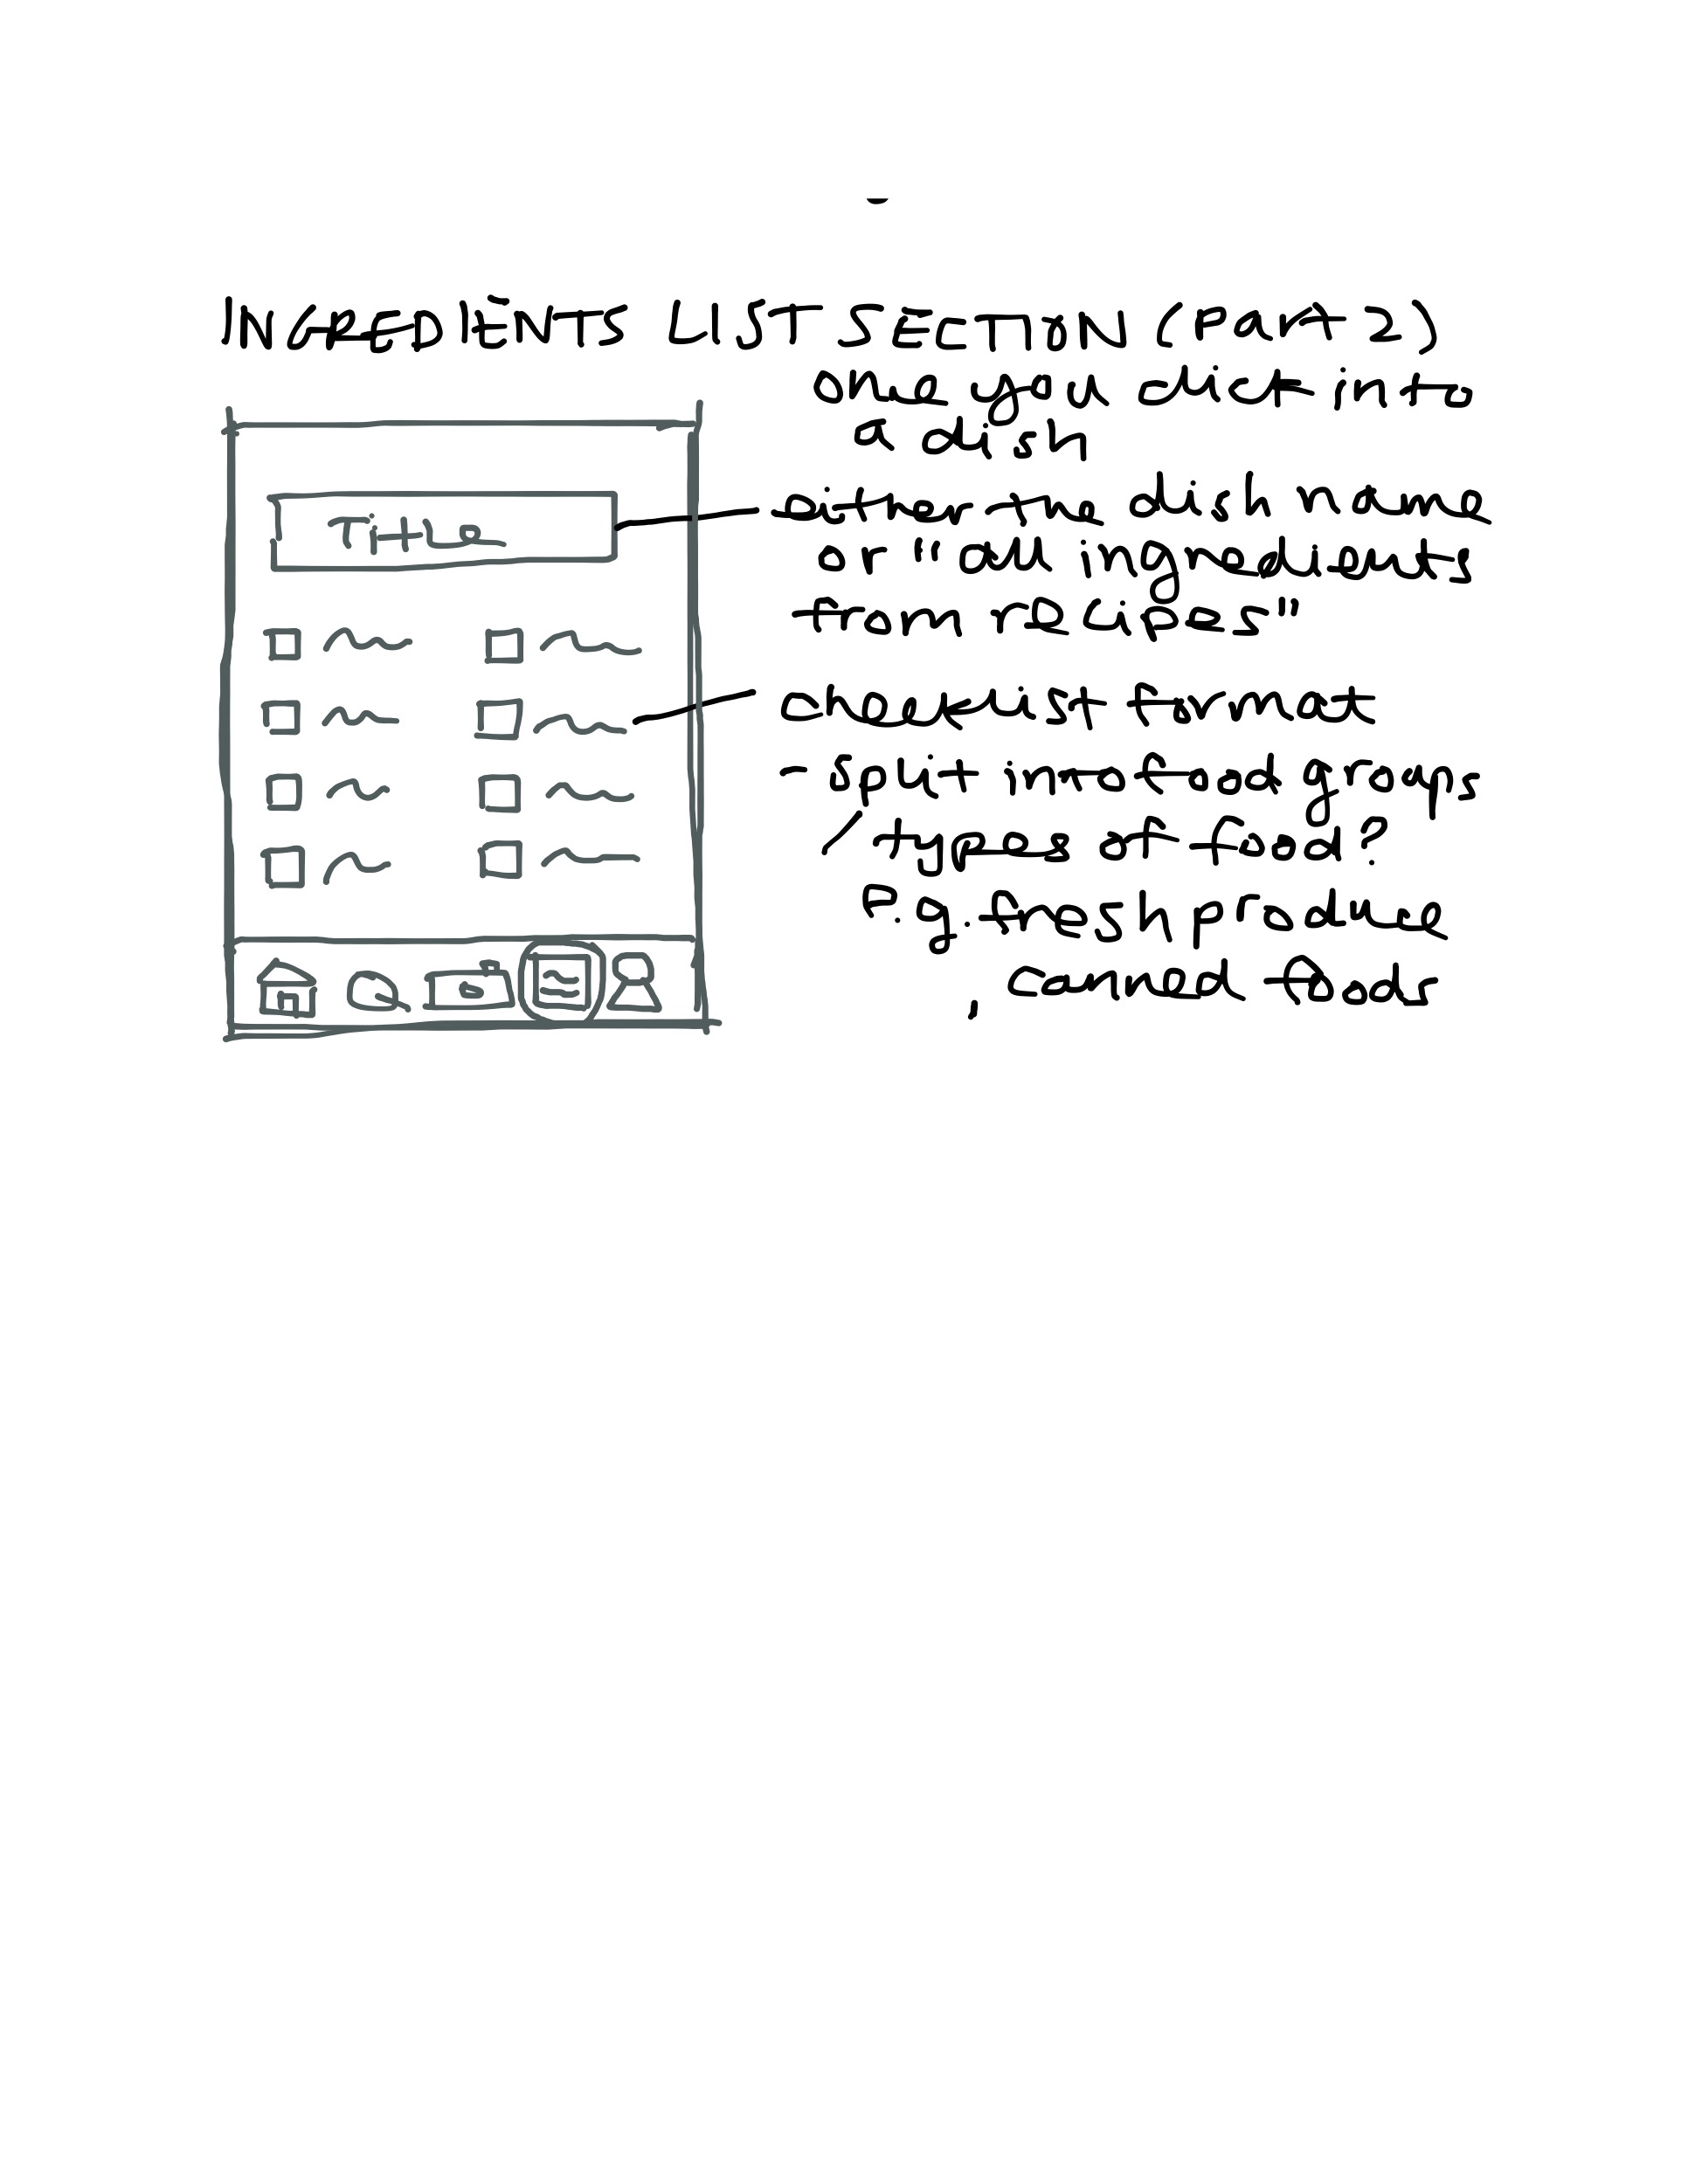 INGREDIENTS LIST SECTION (Part 2)
once you click into
a dish
Title
either the dish name
or "all ingredients
from recipes"
checklist format
- split into food groups
/ types of food?
e.g. fresh produce
, canned foods